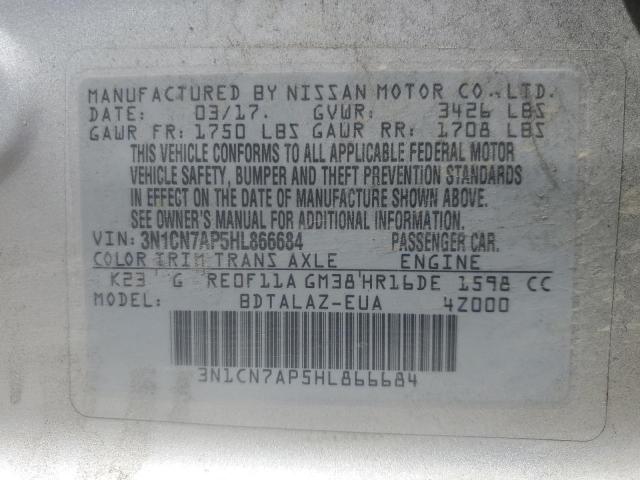 MANUFACTURED BY NISSAN MOTOR CO., LTD.
DATE: 03/17. GVWR: 3426 LBS
GAWR FR: 1750 LBS GAWR RR: 1708 LBS
THIS VEHICLE CONFORMS TO ALL APPLICABLE FEDERAL MOTOR
VEHICLE SAFETY, BUMPER AND THEFT PREVENTION STANDARDS
IN EFFECT ON THE DATE OF MANUFACTURE SHOWN ABOVE.
SEE OWNER'S MANUAL FOR ADDITIONAL INFORMATION.
VIN: 3N1CN7AP5HL866684 PASSENGER CAR.
COLOR TRIM TRANS AXLE ENGINE
K23 G RE0F11A GM38 HR16DE 1598 CC
MODEL: BDTALAZ-EUA 4Z000
3N1CN7AP5HL866684